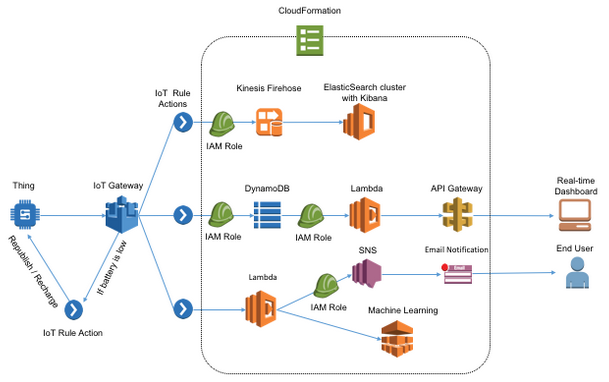 CloudFormation
IoT Rule
Actions
Kinesis Firehose
ElasticSearch cluster
with Kibana
IAM Role
Thing
IoT Gateway
DynamoDB
Lambda
API Gateway
Real-time
Dashboard
IAM Role
IAM Role
SNS
Email Notification
End User
Republish / Recharge
If battery is low
Lambda
Email
IAM Role
Machine Learning
IoT Rule Action